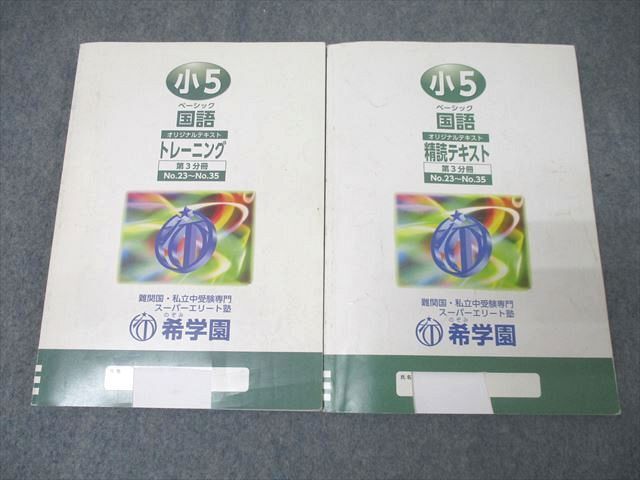 小5
ベーシック
国語
オリジナルテキスト
トレーニング
第3分冊
No.23~No.35
難関国・私立中受験専門
スーパーエリート塾
のぞみ
希学園
氏名
小5
ベーシック
国語
オリジナルテキスト
精読テキスト
第3分冊
No.23~No.35
難関国・私立中受験専門
スーパーエリート塾
のぞみ
希学園
氏名